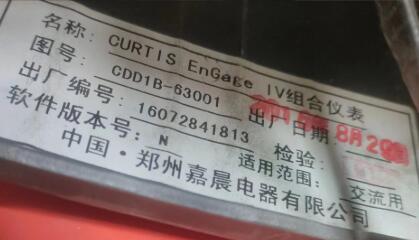 名称: CURTIS EnGage IV组合仪表
图号: CDD1B-63001
出厂编号: 16072841813 出厂日期: 8月20
软件版本号: N 检验:
适用范围: 交流用
中国·郑州嘉晨电器有限公司